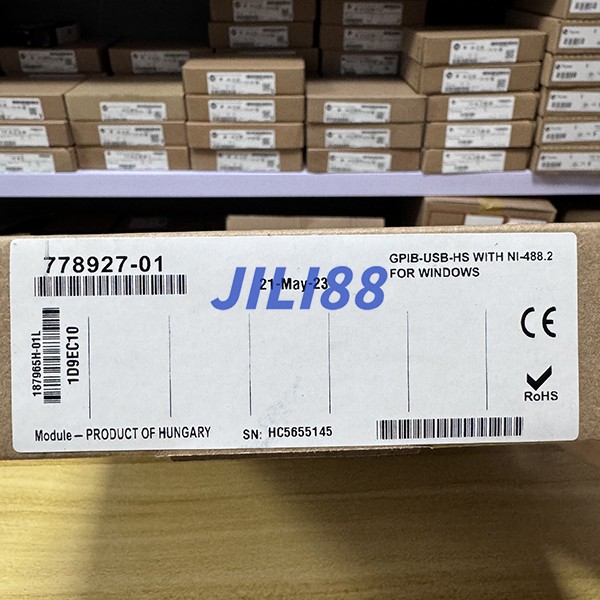 778927-01
GPIB-USB-HS WITH NI-488.2
FOR WINDOWS
21-May-23
JILI88
187965H-01L
1D9EC10
CE
RoHS
Module – PRODUCT OF HUNGARY
SN: HC5655145